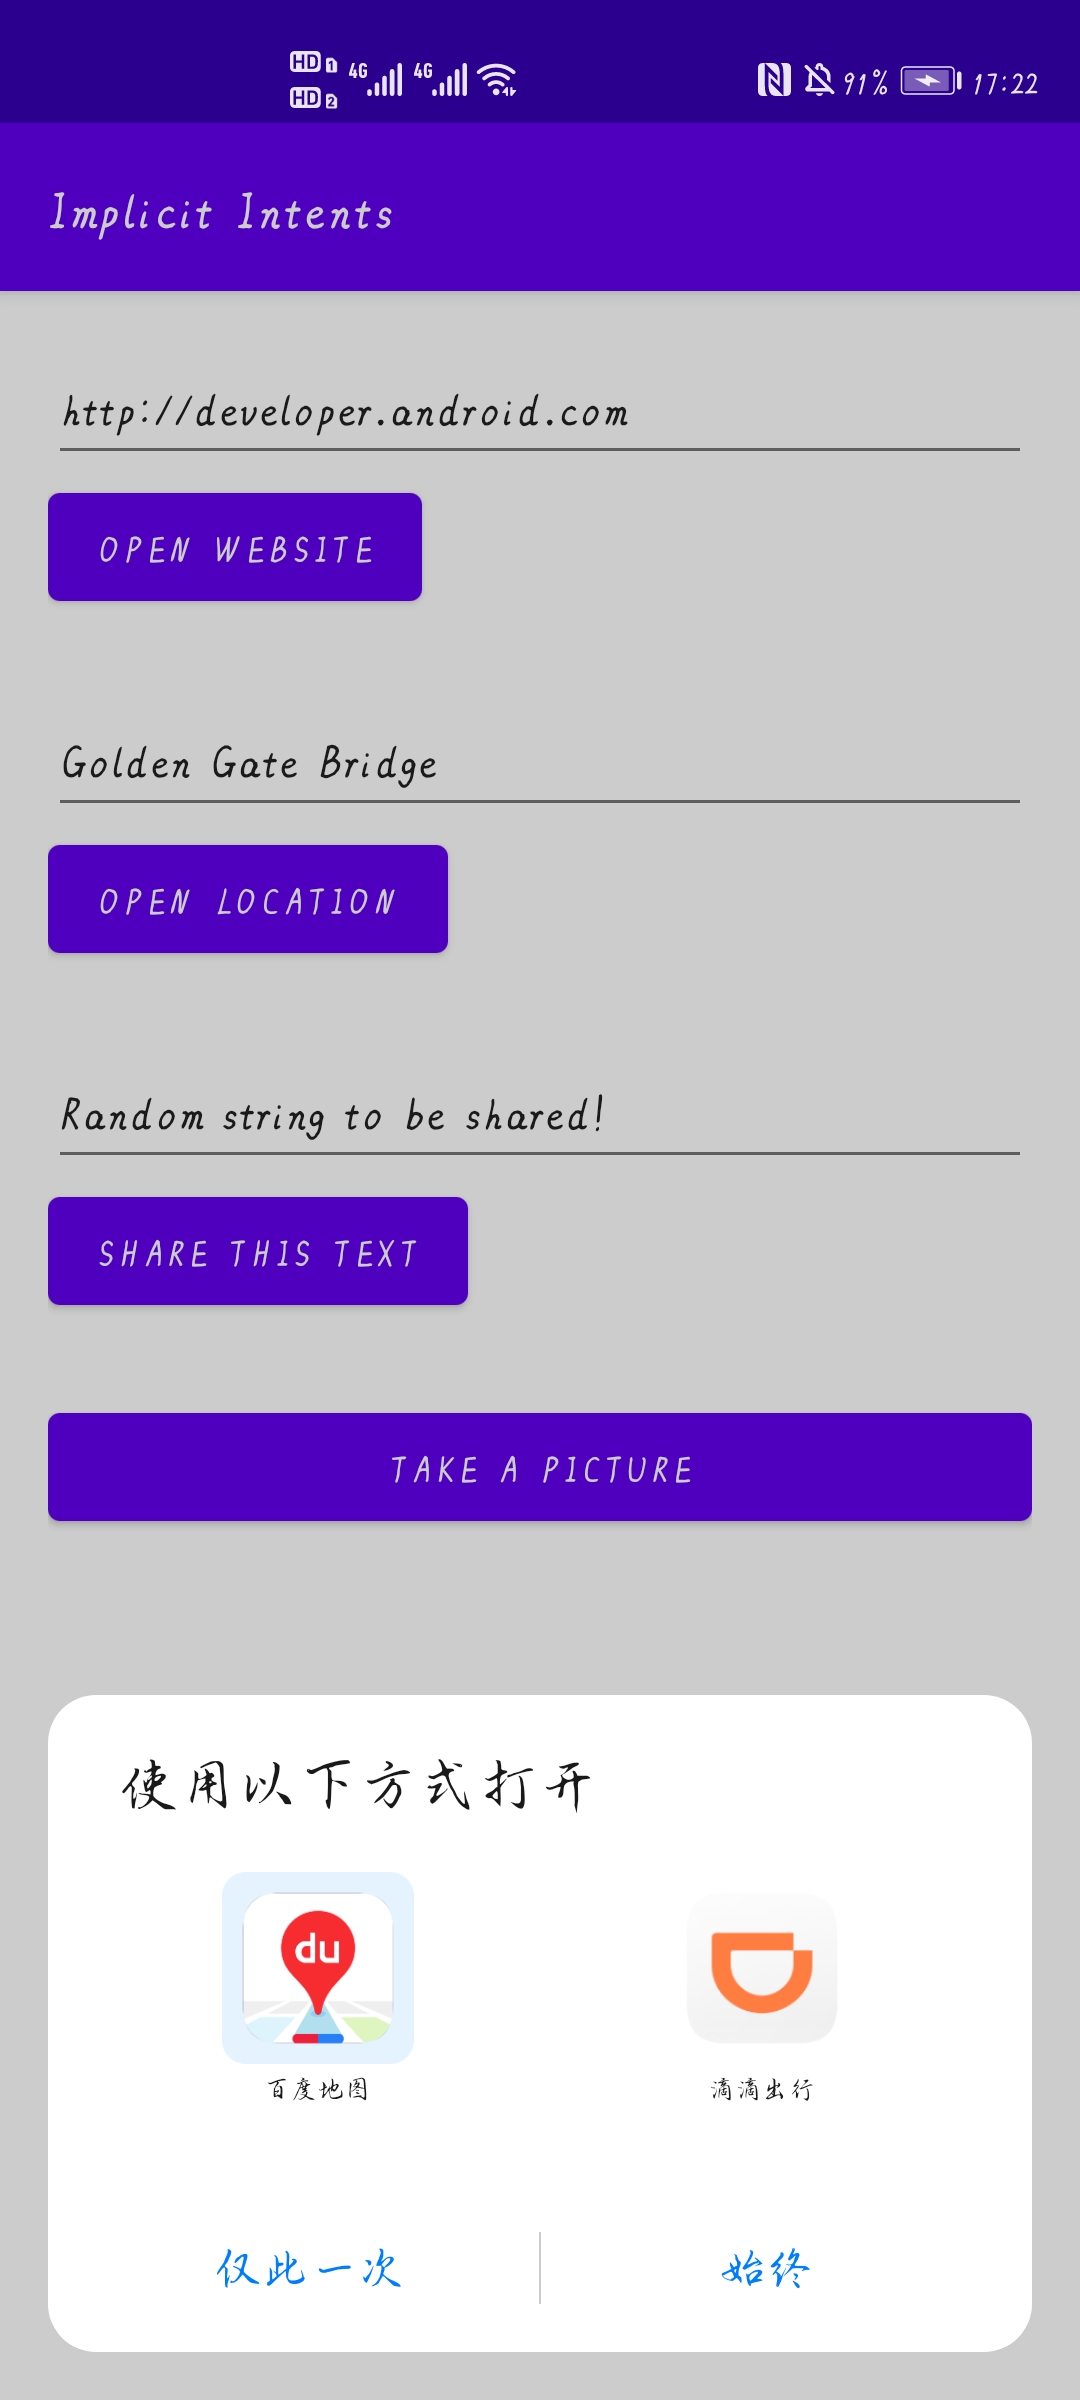 HD 1 4G 4G 91% 17:22
HD 2
Implicit Intents
http://developer.android.com
OPEN WEBSITE
Golden Gate Bridge
OPEN LOCATION
Random string to be shared!
SHARE THIS TEXT
TAKE A PICTURE
使用以下方式打开
du
百度地图 滴滴出行
仅此一次 始终